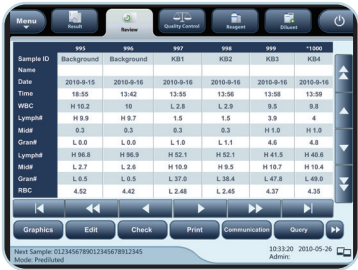 Menu Result Review Quality Control Reagent Diluent
995 996 997 998 999 *1000
Sample ID Background Background KB1 KB2 KB3 KB4
Name
Date 2010-9-15 2010-9-16 2010-9-16 2010-9-16 2010-9-16 2010-9-16
Time 18:55 13:42 13:55 13:56 13:58 13:59
WBC H 10.2 10 L 2.8 L 2.9 9.5 9.8
Lymph# H 9.9 H 9.7 1.5 1.5 3.9 4
Mid# 0.3 0.3 0.3 0.3 H 1.0 H 1.0
Gran# L 0.0 L 0.0 L 1.0 L 1.1 4.6 4.8
Lymph# H 96.8 H 96.9 H 52.1 H 52.1 H 41.5 H 40.6
Mid# L 2.7 L 2.6 H 10.9 H 9.5 H 10.7 H 10.4
Gran# L 0.5 L 0.5 L 37.0 L 38.4 L 47.8 L 49.0
RBC 4.52 4.42 L 2.48 L 2.45 4.37 4.35
Graphics Edit Check Print Communication Query
Next Sample: 01234567890123456789012345
Mode: Prediluted
10:33:20 2010-05-26
Admin: